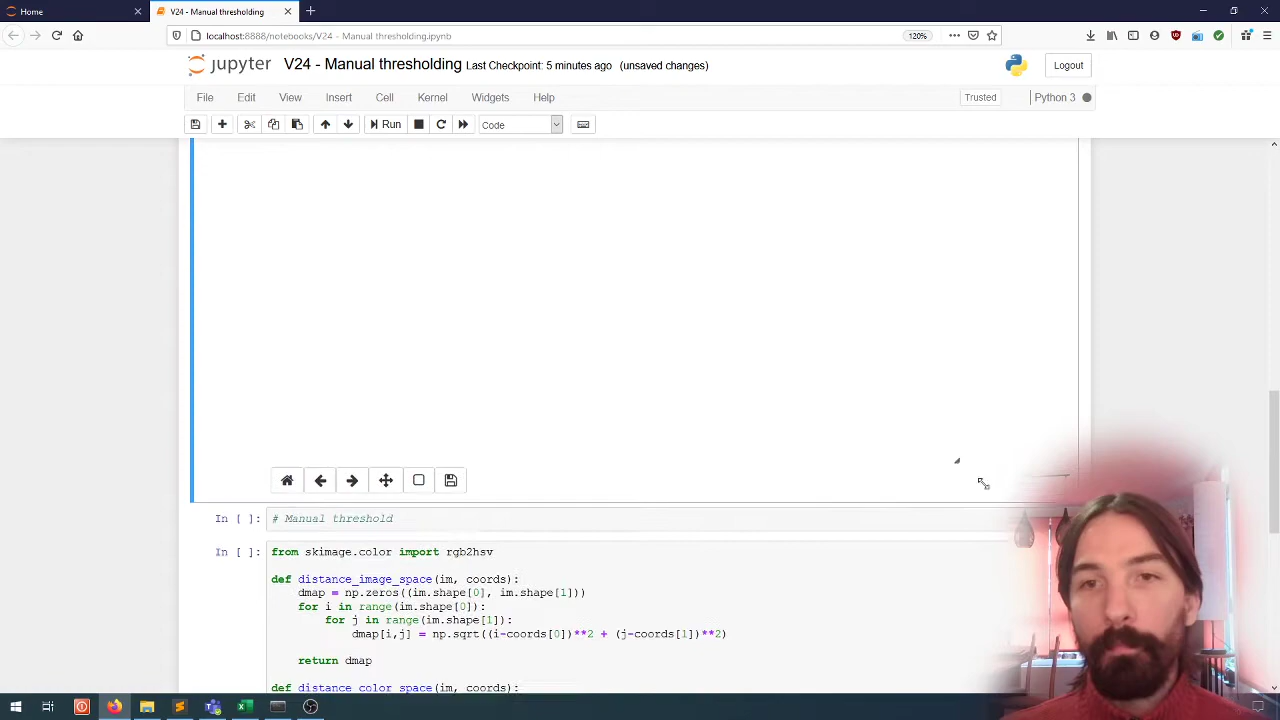 Home
V24 - Manual thresholding
localhost:8888/notebooks/V24 - Manual thresholding.ipynb
120%
jupyter V24 - Manual thresholding Last Checkpoint: 5 minutes ago (unsaved changes)
Logout
File Edit View Insert Cell Kernel Widgets Help
Trusted
Python 3
Run
Code
In [ ]: # Manual threshold
In [ ]: from skimage.color import rgb2hsv
def distance_image_space(im, coords):
dmap = np.zeros((im.shape[0], im.shape[1]))
for i in range(im.shape[0]):
for j in range(im.shape[1]):
dmap[i,j] = np.sqrt((i-coords[0])**2 + (j-coords[1])**2)
return dmap
def distance_color_space(im, coords):